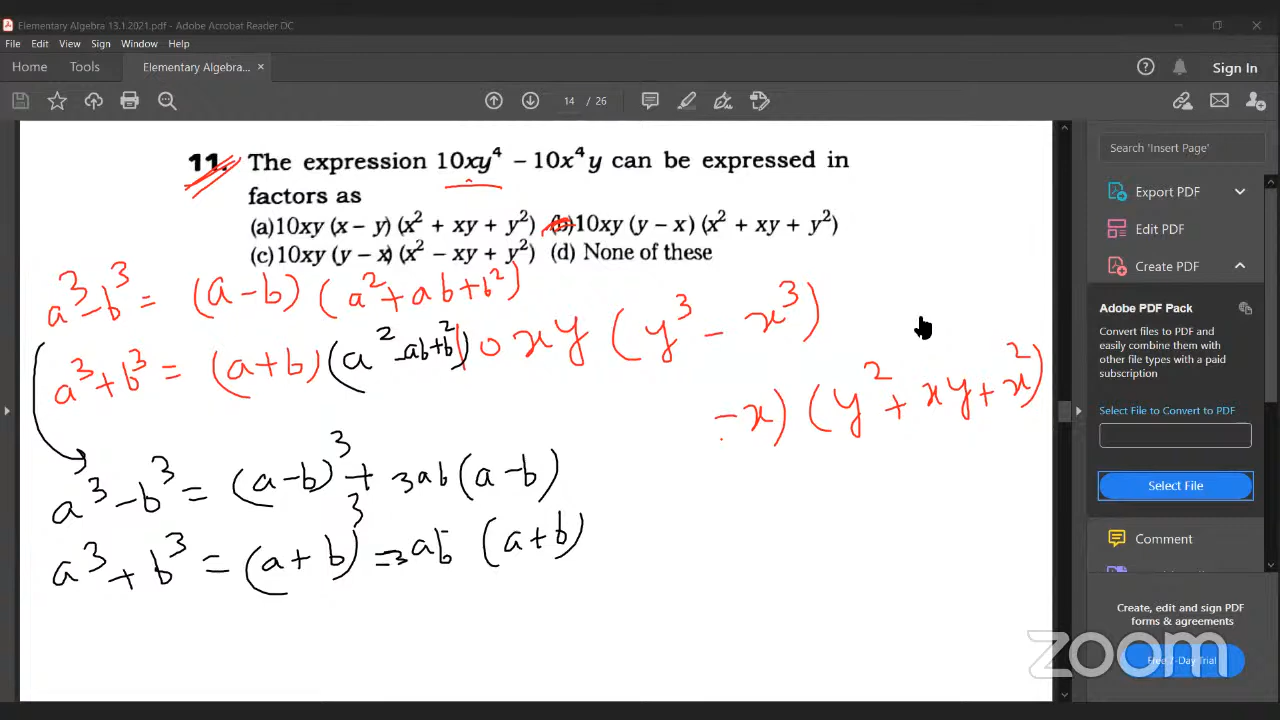 Elementary Algebra 13.1.2021.pdf - Adobe Acrobat Reader DC
File Edit View Sign Window Help
Home Tools Elementary Algebra... × Sign In
14 / 26
11. The expression 10xy⁴ – 10x⁴y can be expressed in
factors as
(a) 10xy (x – y) (x² + xy + y²) (b) 10xy (y – x) (x² + xy + y²)
(c) 10xy (y – x) (x² – xy + y²) (d) None of these
a³ – b³ = (a – b) (a² + ab + b²)
10xy (y³ – x³)
a³ + b³ = (a + b) (a² – ab + b²)
– x) (y² + xy + x²)
a³ – b³ = (a – b)³ + 3ab (a – b)
a³ + b³ = (a + b)³ = 3ab (a + b)
Search 'Insert Page'
Export PDF
Edit PDF
Create PDF
Adobe PDF Pack
Convert files to PDF and
easily combine them with
other file types with a paid
subscription
Select File to Convert to PDF
Select File
Comment
Create, edit and sign PDF
forms & agreements
Free 7-Day Trial
zoom